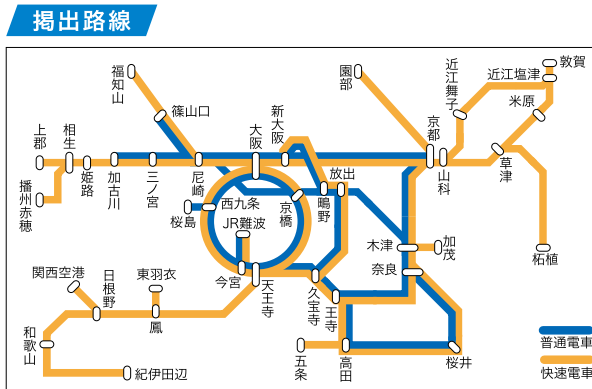 掲出路線
福知山
篠山口
園部
近江舞子
近江塩津
敦賀
米原
上郡
相生
姫路
加古川
三ノ宮
尼崎
大阪
新大阪
京都
山科
草津
播州赤穂
桜島
西九条
JR難波
京橋
鴫野
放出
木津
加茂
柘植
奈良
関西空港
日根野
東羽衣
鳳
今宮
天王寺
久宝寺
王寺
和歌山
紀伊田辺
五条
高田
桜井
普通電車
快速電車